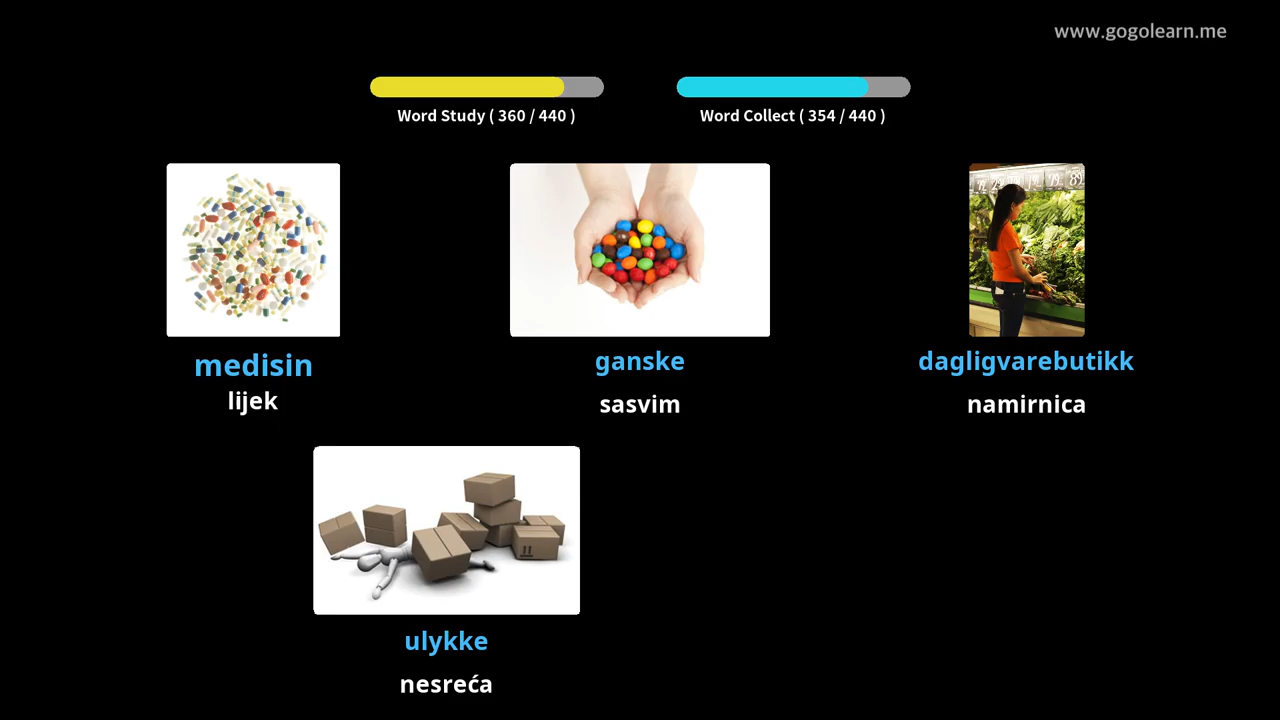 www.gogolearn.me
Word Study ( 360 / 440 )
Word Collect ( 354 / 440 )
medisin
lijek
ganske
sasvim
dagligvarebutikk
namirnica
ulykke
nesreća